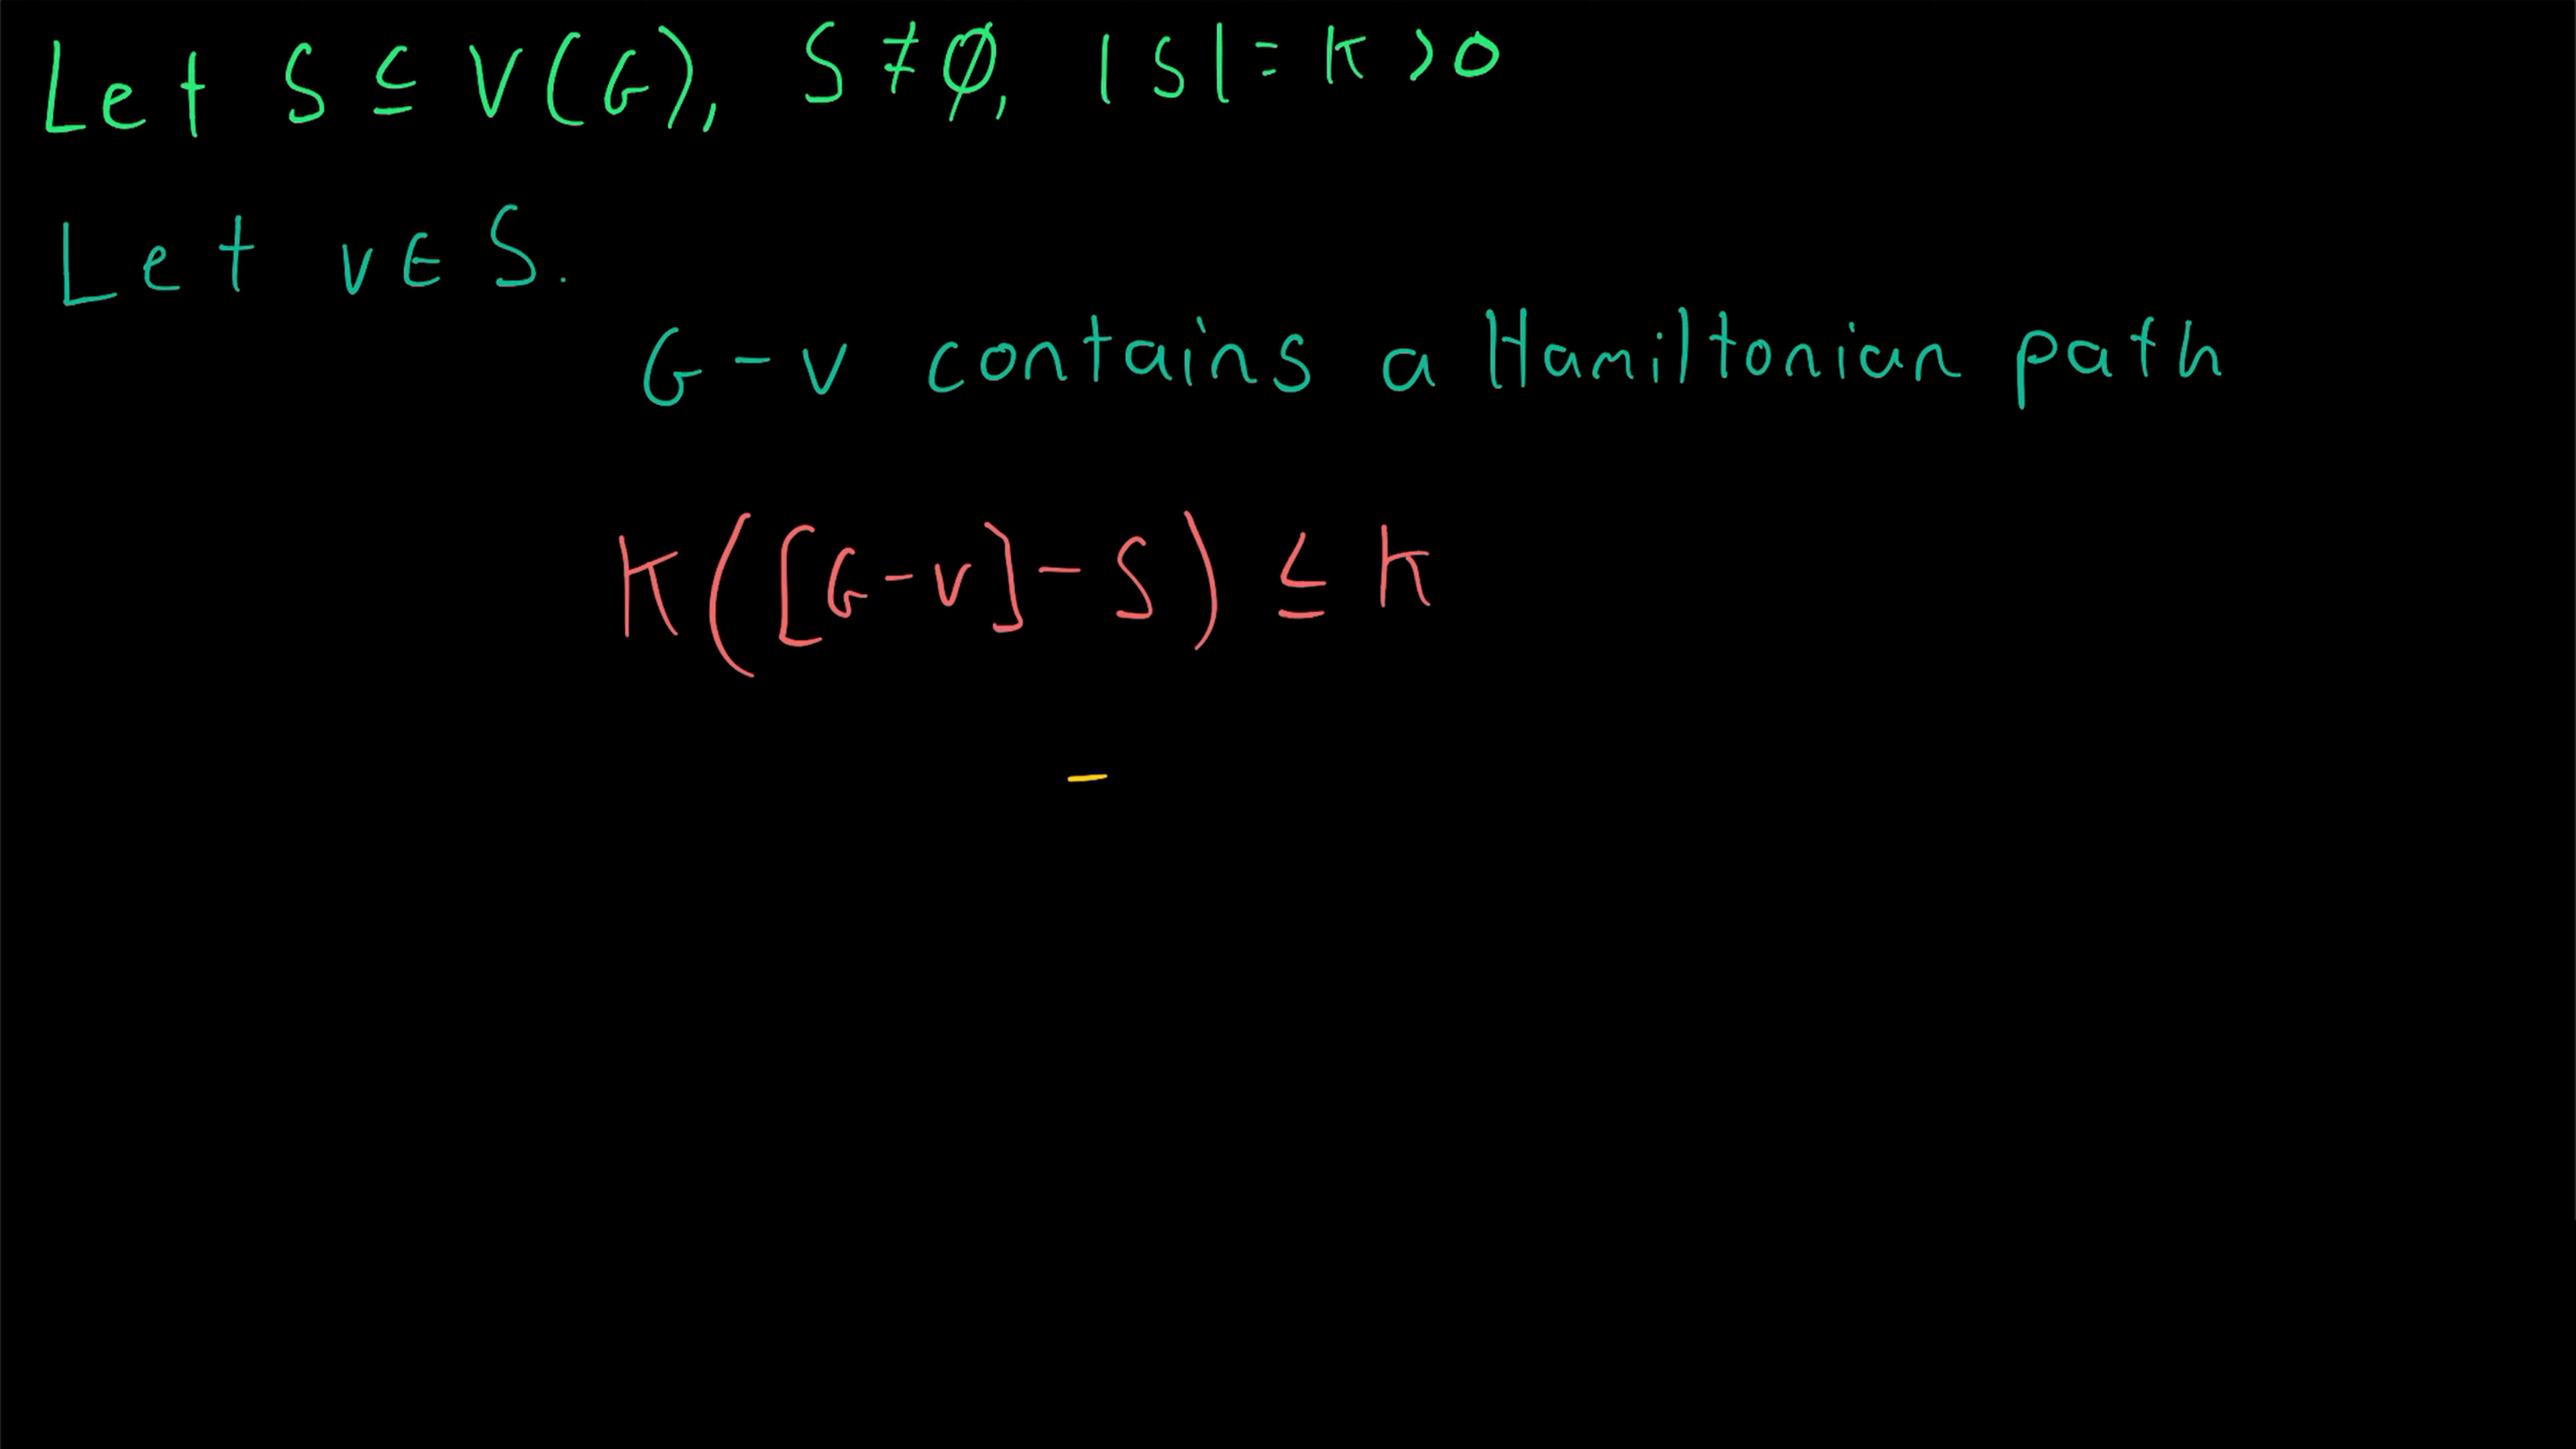 Let S ⊆ V(G), S ≠ ∅, |S| = K > 0
Let v ∈ S.
G - v contains a Hamiltonian path
K([G-v] - S) ≤ K
-